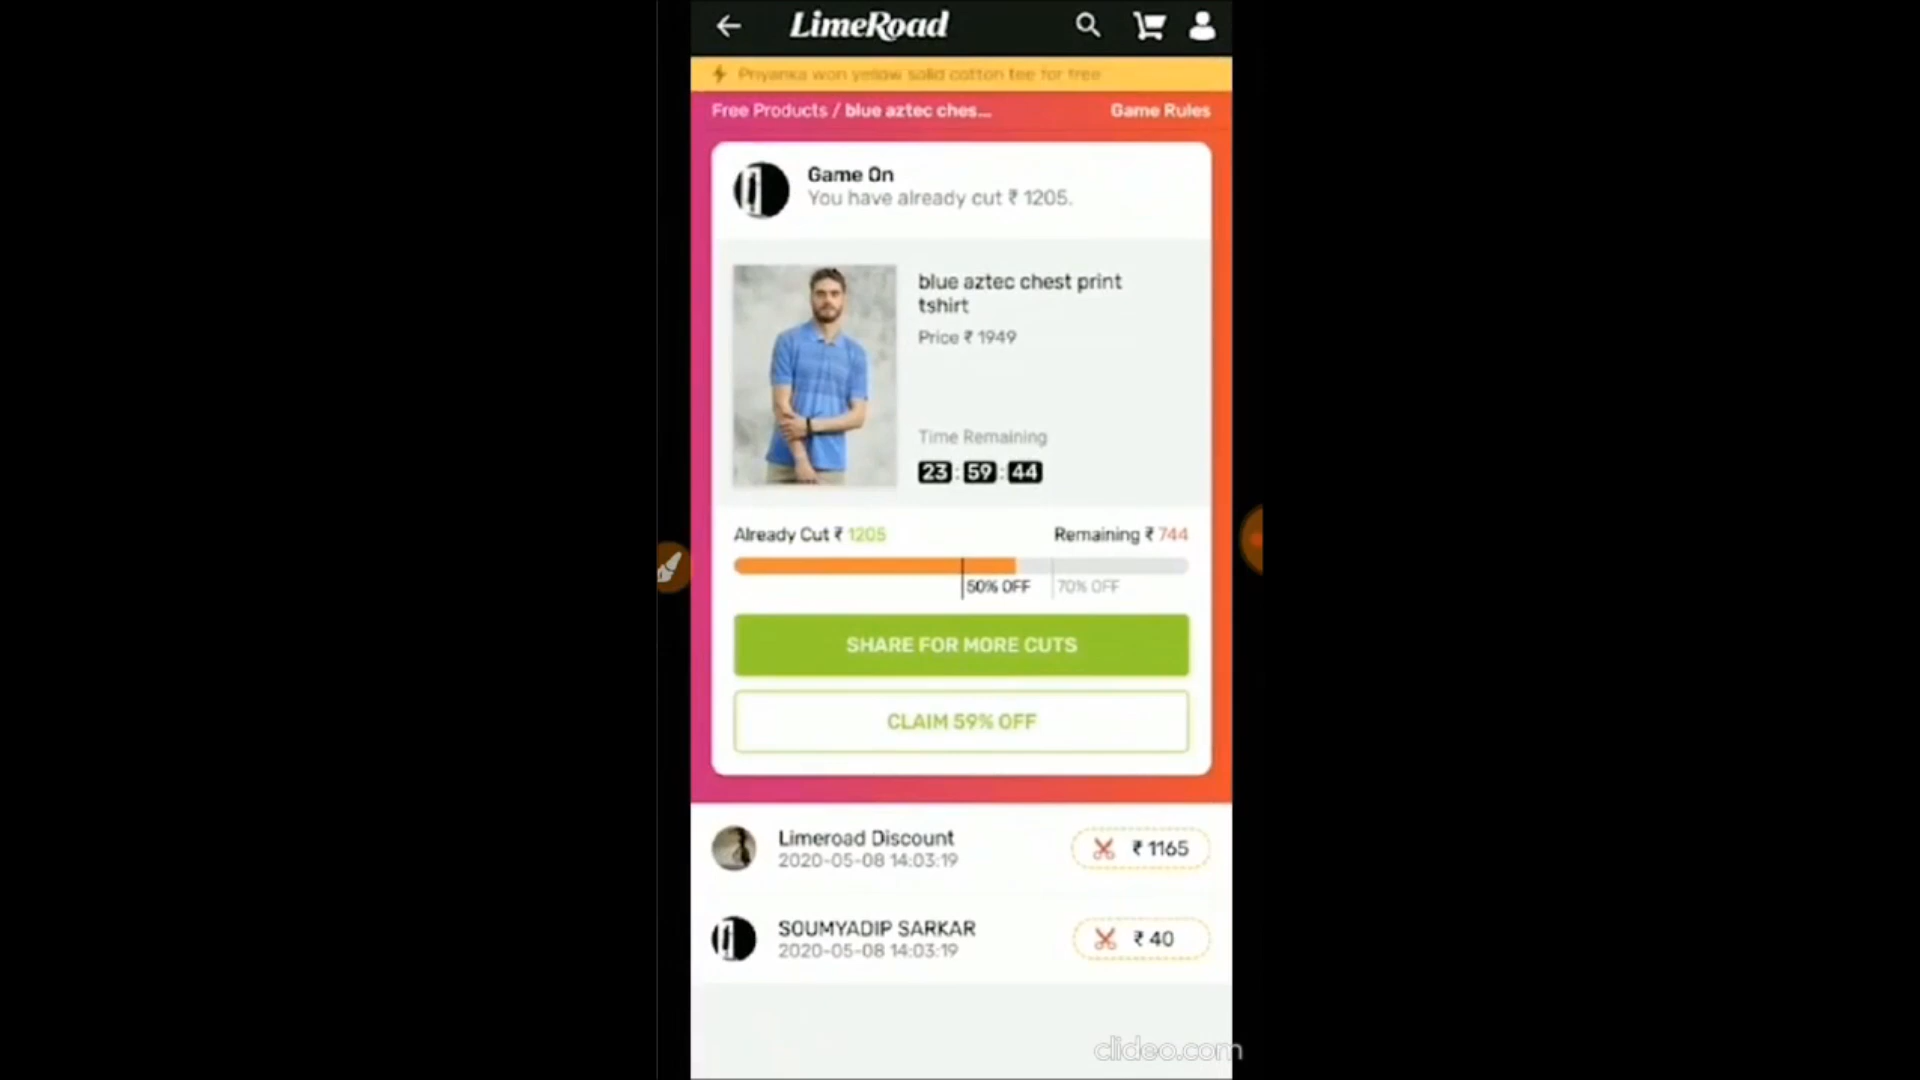 LimeRoad
Priyanka won yellow solid cotton tee for free
Free Products / blue aztec ches...
Game Rules
Game On
You have already cut ₹ 1205.
blue aztec chest print
tshirt
Price ₹ 1949
Time Remaining
23 : 59 : 44
Already Cut ₹ 1205
Remaining ₹ 744
50% OFF
70% OFF
SHARE FOR MORE CUTS
CLAIM 59% OFF
Limeroad Discount
2020-05-08 14:03:19
₹ 1165
SOUMYADIP SARKAR
2020-05-08 14:03:19
₹ 40
clideo.com